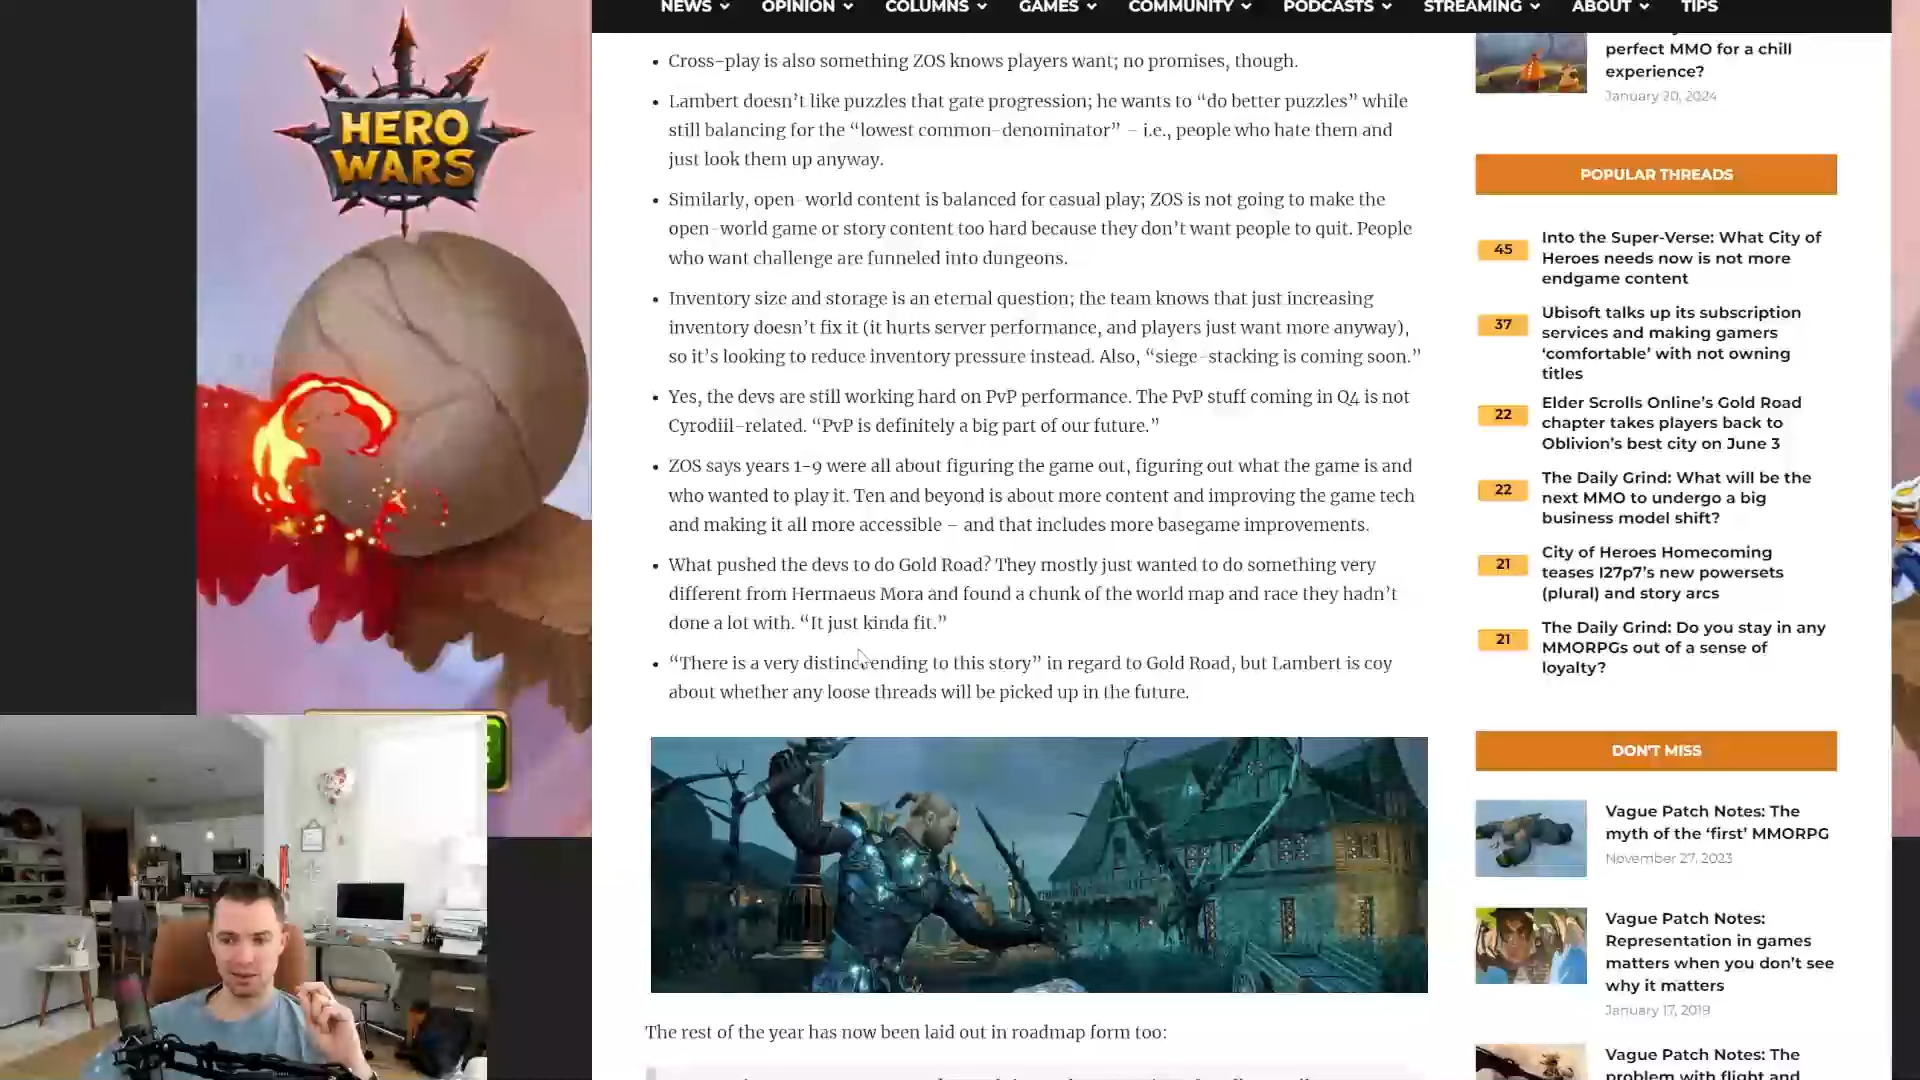 NEWS
OPINION
COLUMNS
GAMES
COMMUNITY
PODCASTS
STREAMING
ABOUT
TIPS
HERO
WARS
• Cross-play is also something ZOS knows players want; no promises, though.
• Lambert doesn’t like puzzles that gate progression; he wants to “do better puzzles” while
still balancing for the “lowest common-denominator” – i.e., people who hate them and
just look them up anyway.
• Similarly, open-world content is balanced for casual play; ZOS is not going to make the
open-world game or story content too hard because they don’t want people to quit. People
who want challenge are funneled into dungeons.
• Inventory size and storage is an eternal question; the team knows that just increasing
inventory doesn’t fix it (it hurts server performance, and players just want more anyway),
so it’s looking to reduce inventory pressure instead. Also, “siege-stacking is coming soon.”
• Yes, the devs are still working hard on PvP performance. The PvP stuff coming in Q4 is not
Cyrodiil-related. “PvP is definitely a big part of our future.”
• ZOS says years 1-9 were all about figuring the game out, figuring out what the game is and
who wanted to play it. Ten and beyond is about more content and improving the game tech
and making it all more accessible – and that includes more basegame improvements.
• What pushed the devs to do Gold Road? They mostly just wanted to do something very
different from Hermaeus Mora and found a chunk of the world map and race they hadn’t
done a lot with. “It just kinda fit.”
• “There is a very distinct ending to this story” in regard to Gold Road, but Lambert is coy
about whether any loose threads will be picked up in the future.
The rest of the year has now been laid out in roadmap form too:
perfect MMO for a chill
experience?
January 20, 2024
POPULAR THREADS
45
Into the Super-Verse: What City of
Heroes needs now is not more
endgame content
37
Ubisoft talks up its subscription
services and making gamers
‘comfortable’ with not owning
titles
22
Elder Scrolls Online’s Gold Road
chapter takes players back to
Oblivion’s best city on June 3
22
The Daily Grind: What will be the
next MMO to undergo a big
business model shift?
21
City of Heroes Homecoming
teases I27p7’s new powersets
(plural) and story arcs
21
The Daily Grind: Do you stay in any
MMORPGs out of a sense of
loyalty?
DON'T MISS
Vague Patch Notes: The
myth of the ‘first’ MMORPG
November 27, 2023
Vague Patch Notes:
Representation in games
matters when you don’t see
why it matters
January 17, 2019
Vague Patch Notes: The
problem with flight and